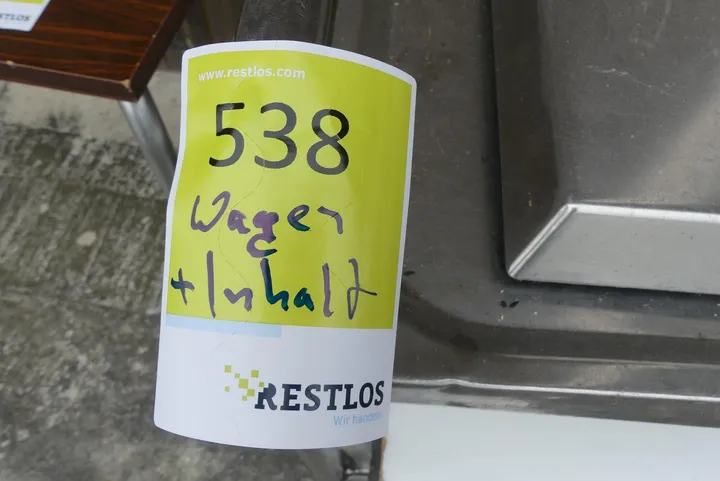 www.restlos.com
538
Wagen
+ Inhalt
RESTLOS
Wir handeln